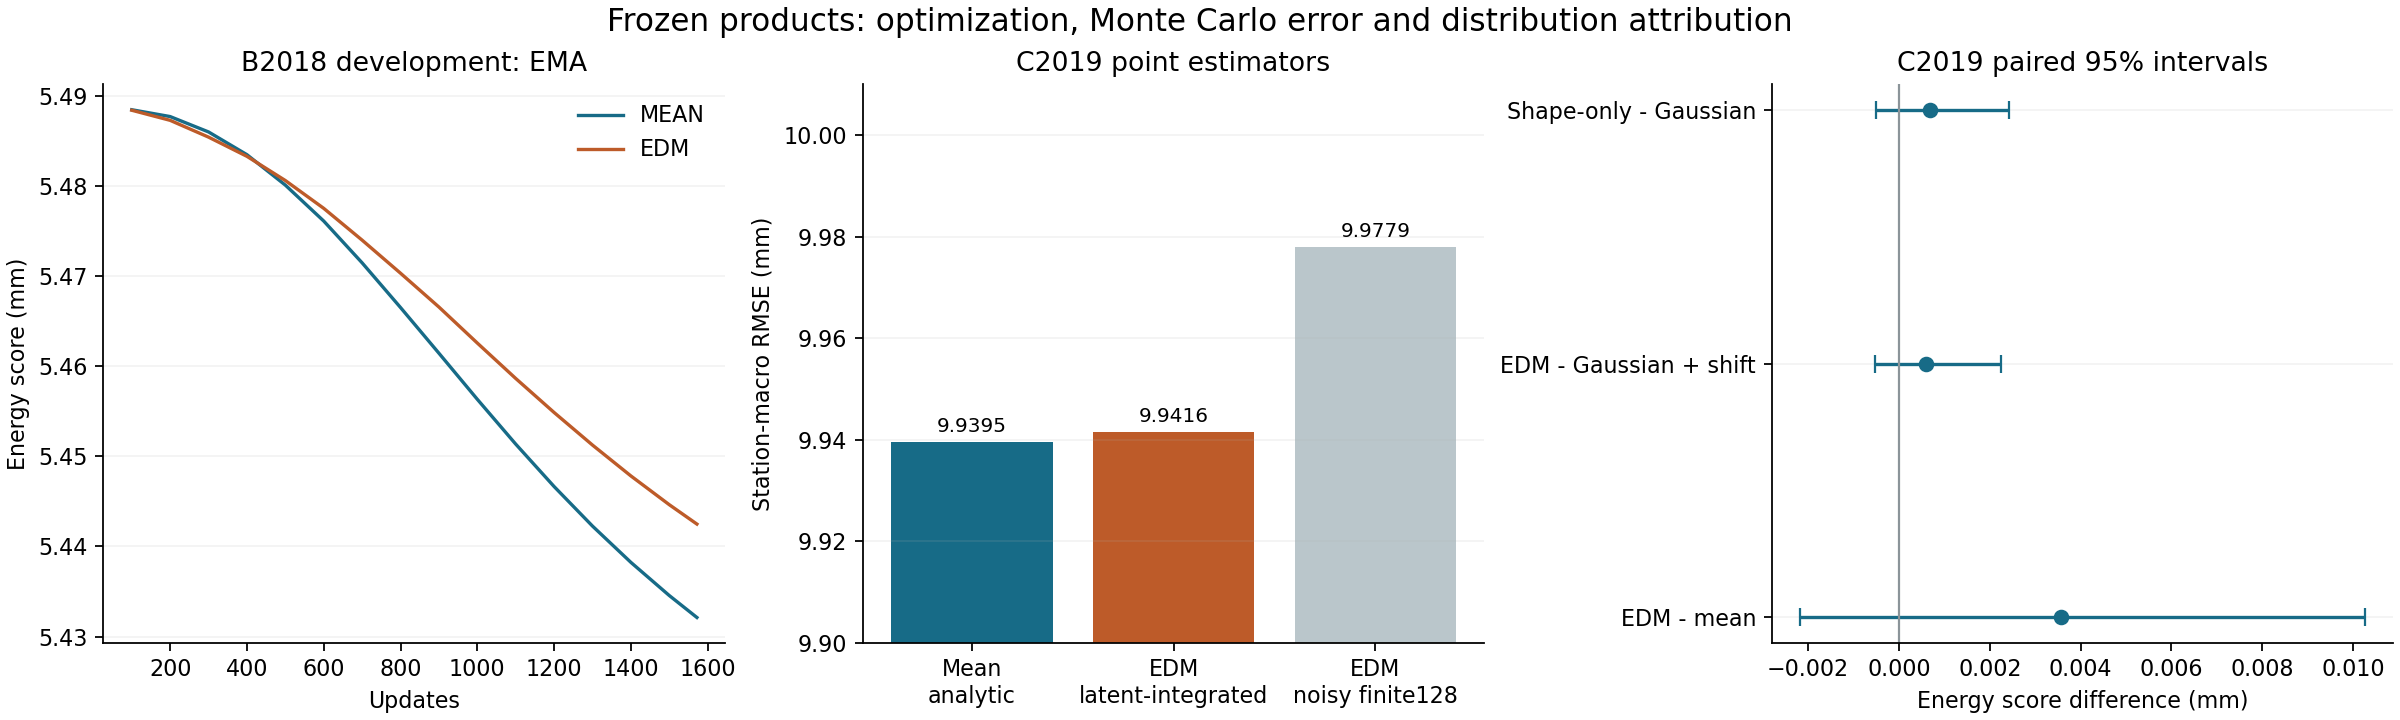 Frozen products: optimization, Monte Carlo error and distribution attribution
B2018 development: EMA
Energy score (mm)
5.49
5.48
5.47
5.46
5.45
5.44
5.43
MEAN
EDM
200 400 600 800 1000 1200 1400 1600
Updates
C2019 point estimators
Station-macro RMSE (mm)
10.00
9.98
9.96
9.94
9.92
9.90
9.9395
9.9416
9.9779
Mean
analytic
EDM
latent-integrated
EDM
noisy finite128
C2019 paired 95% intervals
Shape-only - Gaussian
EDM - Gaussian + shift
EDM - mean
−0.002 0.000 0.002 0.004 0.006 0.008 0.010
Energy score difference (mm)